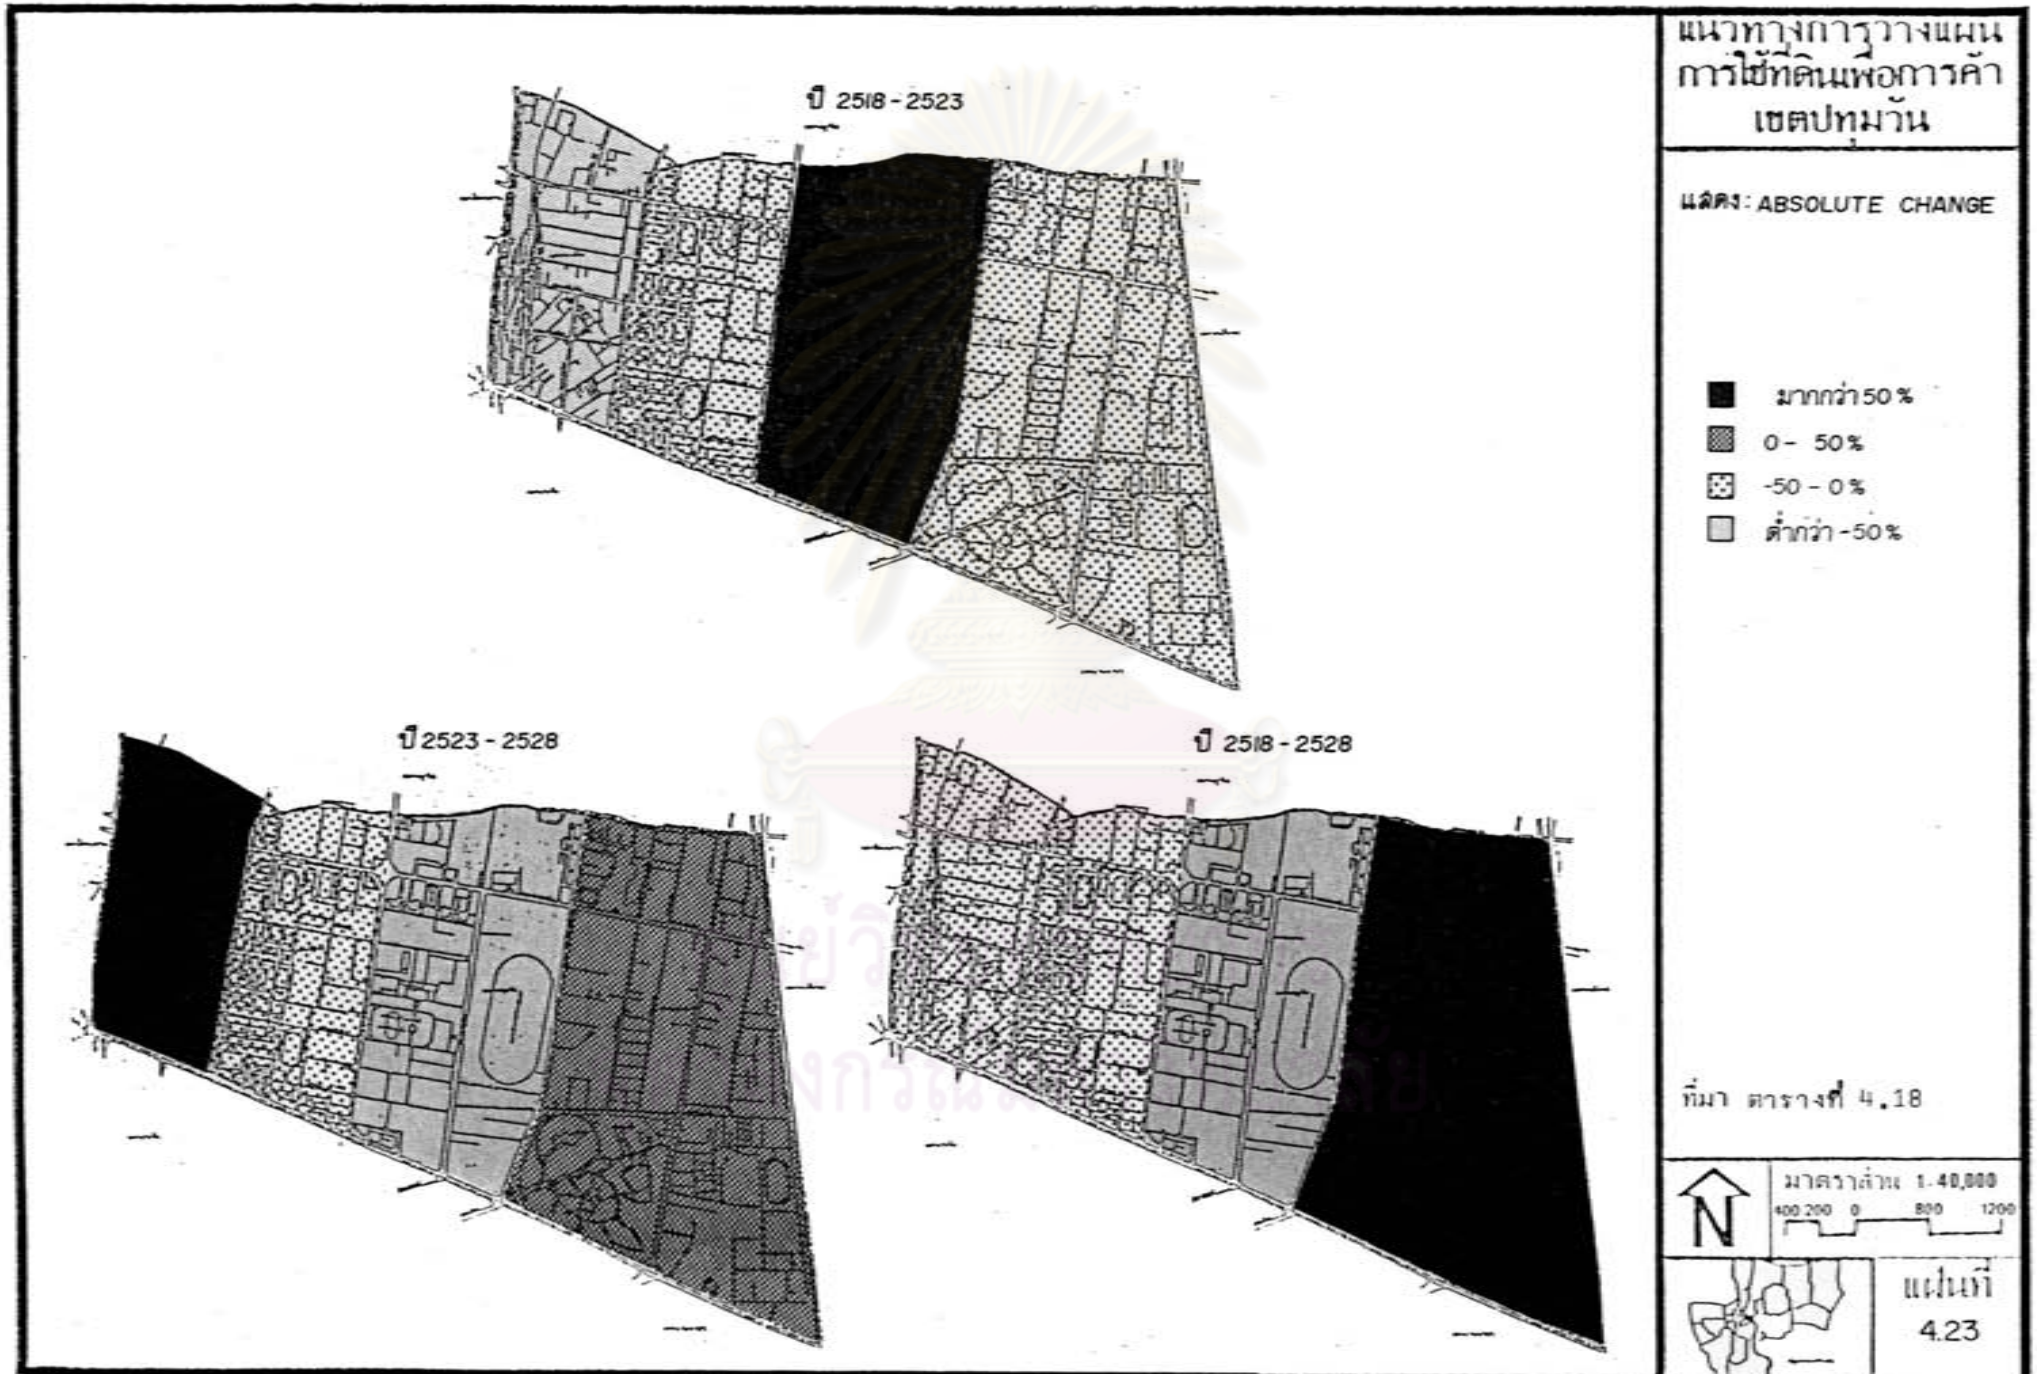 ปี 2518-2523
ปี 2523-2528
ปี 2518-2528
แนวทางการวางแผน
การใช้ที่ดินเพื่อการค้า
เขตปทุมวัน
แสดง: ABSOLUTE CHANGE
มากกว่า 50%
0- 50%
-50-0%
ต่ำกว่า -50%
ที่มา ตารางที่ 4.18
N
มาตราส่วน 1:40,000
400 200 0 800 1200
แผ่นที่
4.23